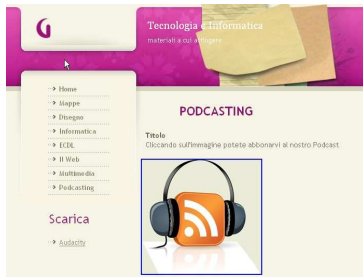 G
Tecnologia e Informatica
materiali a cui attingere
Home
Mappe
Disegno
Informatica
ECDL
Il Web
Multimedia
Podcasting
Scarica
Audacity
PODCASTING
Titolo
Cliccando sull'immagine potete abbonarvi al nostro Podcast